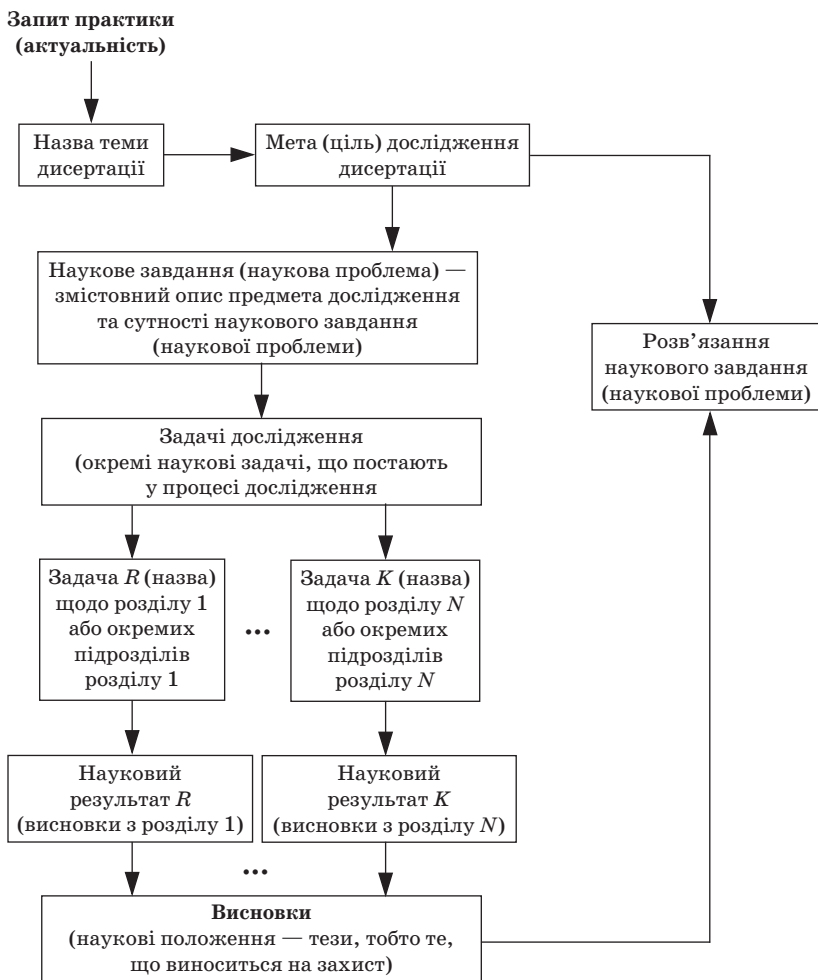 Запит практики
(актуальність)
Назва теми
дисертації
Мета (ціль) дослідження
дисертації
Наукове завдання (наукова проблема) —
змістовний опис предмета дослідження
та сутності наукового завдання
(наукової проблеми)
Розв’язання
наукового завдання
(наукової проблеми)
Задачі дослідження
(окремі наукові задачі, що постають
у процесі дослідження
Задача R (назва)
щодо розділу 1
або окремих
підрозділів
розділу 1
...
Задача K (назва)
щодо розділу N
або окремих
підрозділів
розділу N
Науковий
результат R
(висновки з розділу 1)
Науковий
результат K
(висновки з розділу N)
...
Висновки
(наукові положення — тези, тобто те,
що виноситься на захист)